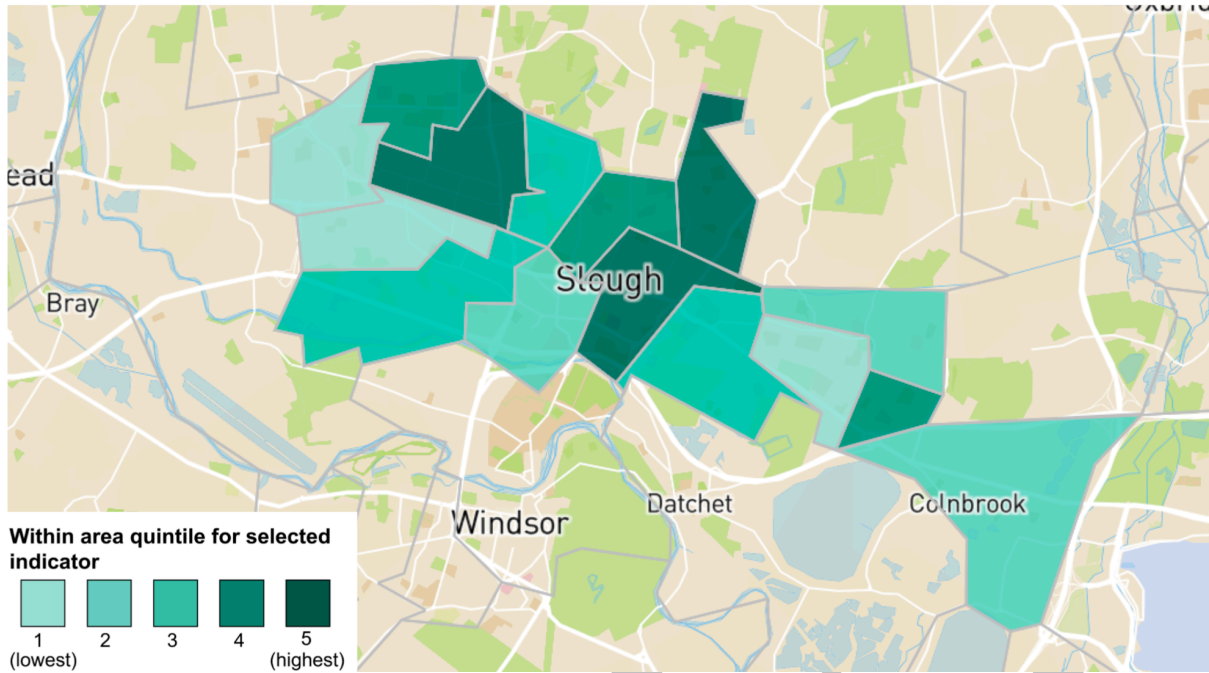 ead
Bray
Slough
Windsor
Datchet
Colnbrook
Within area quintile for selected
indicator
1 2 3 4 5
(lowest) (highest)